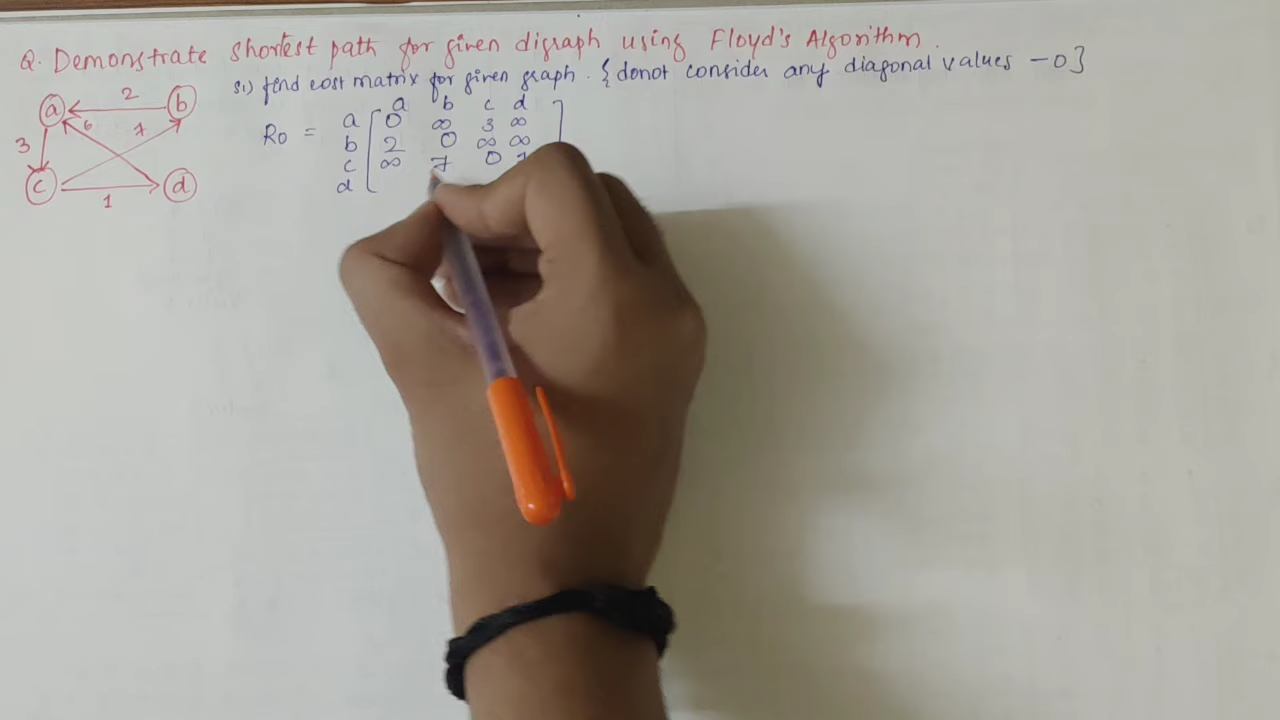 Q. Demonstrate shortest path for given digraph using Floyd's Algorithm.
S1) find cost matrix for given graph. {donot consider any diagonal values - 0}
a 2 b
3 6 7
c 1 d
a b c d
R0 = a 0 ∞ 3 ∞
b 2 0 ∞ ∞
c ∞ 7 0
d